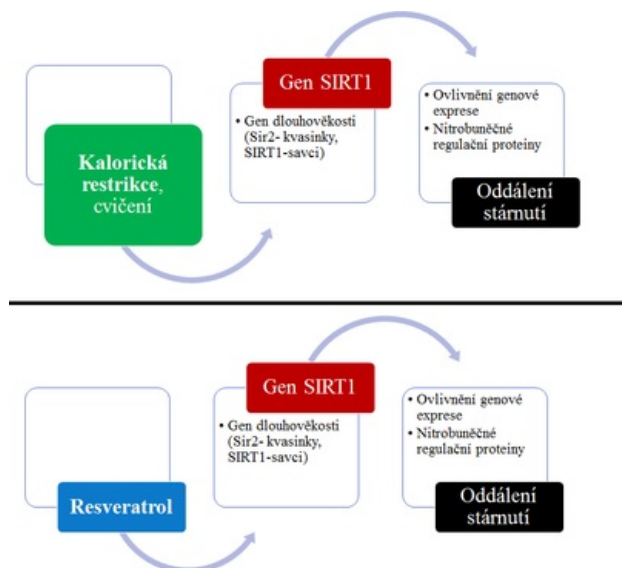 Kalorická
restrikce,
cvičení
Gen SIRT1
• Gen dlouhověkosti
(Sir2- kvasinky,
SIRT1-savci)
• Ovlivnění genové
exprese
• Nitrobuněčné
regulační proteiny
Oddálení
stárnutí
Resveratrol
Gen SIRT1
• Gen dlouhověkosti
(Sir2- kvasinky,
SIRT1-savci)
• Ovlivnění genové
exprese
• Nitrobuněčné
regulační proteiny
Oddálení
stárnutí